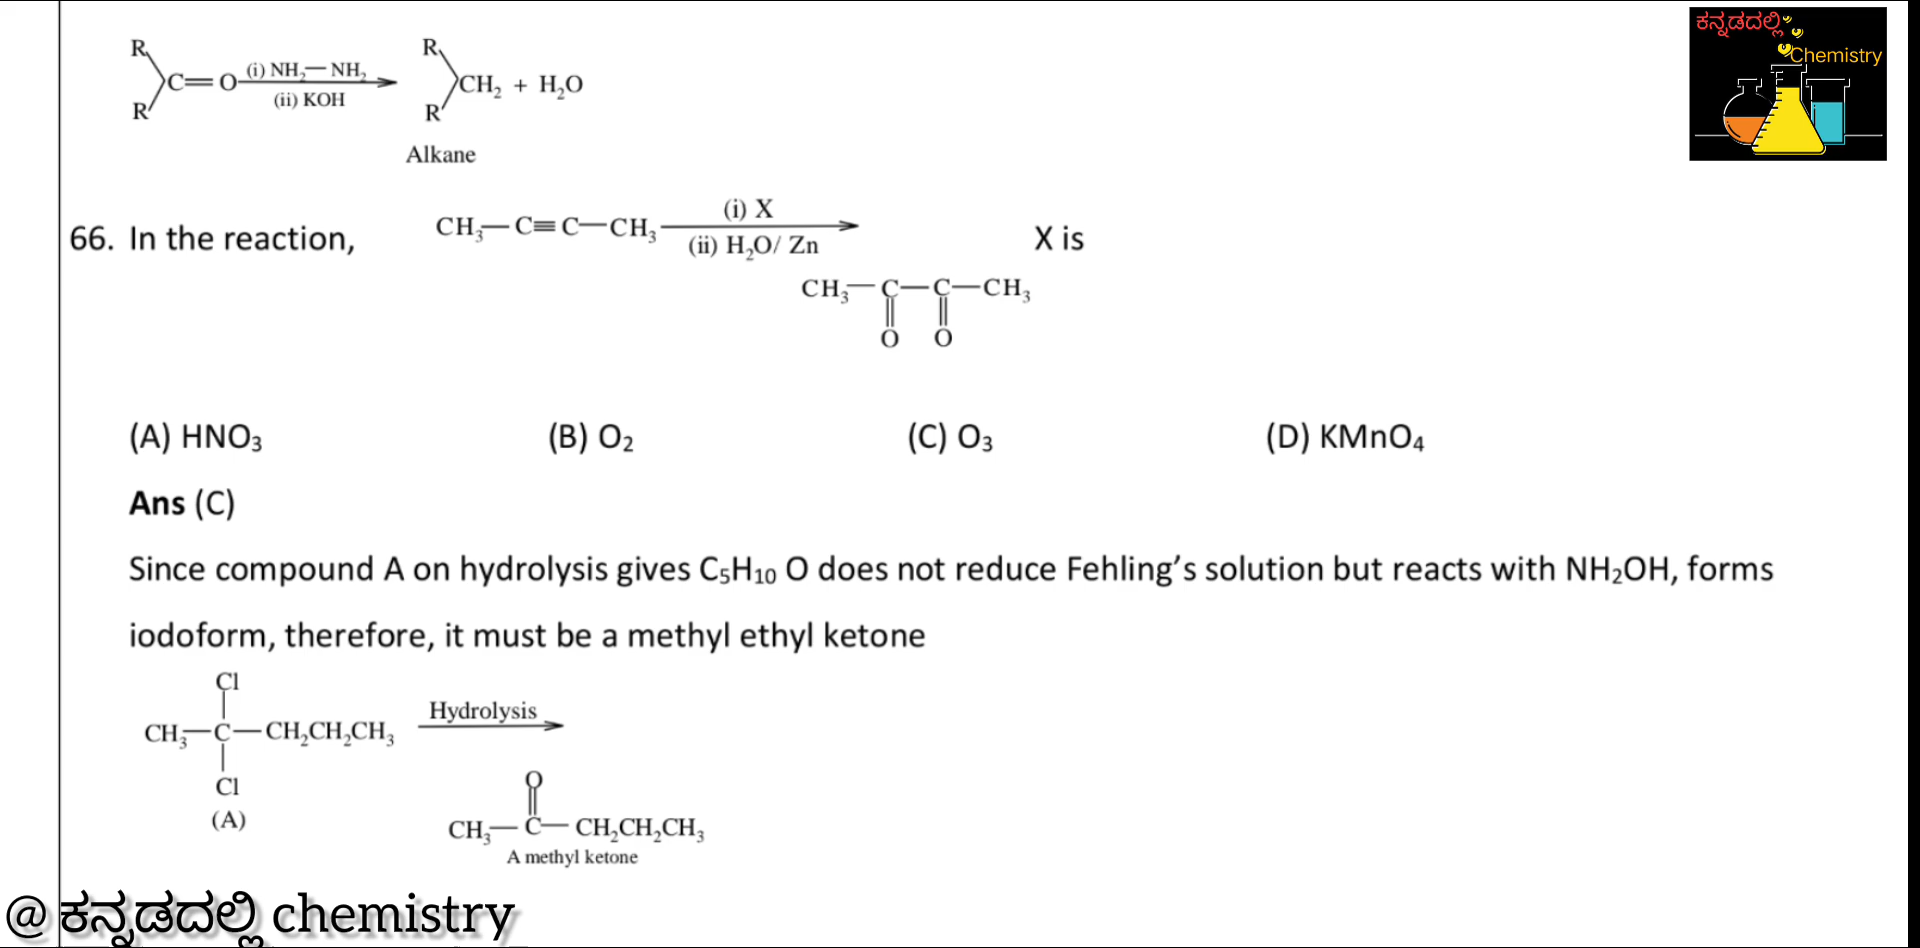 ಕನ್ನಡದಲ್ಲಿ
Chemistry
R
C=O (i) NH₂—NH₂ R
(ii) KOH CH₂ + H₂O
R R
Alkane
66. In the reaction, CH₃—C≡C—CH₃ (i) X X is
(ii) H₂O/ Zn
CH₃—C—C—CH₃
O O
(A) HNO₃ (B) O₂ (C) O₃ (D) KMnO₄
Ans (C)
Since compound A on hydrolysis gives C₅H₁₀ O does not reduce Fehling's solution but reacts with NH₂OH, forms
iodoform, therefore, it must be a methyl ethyl ketone
Cl
CH₃—C—CH₂CH₂CH₃ Hydrolysis
Cl
(A)
O
CH₃—C—CH₂CH₂CH₃
A methyl ketone
@ಕನ್ನಡದಲ್ಲಿ chemistry